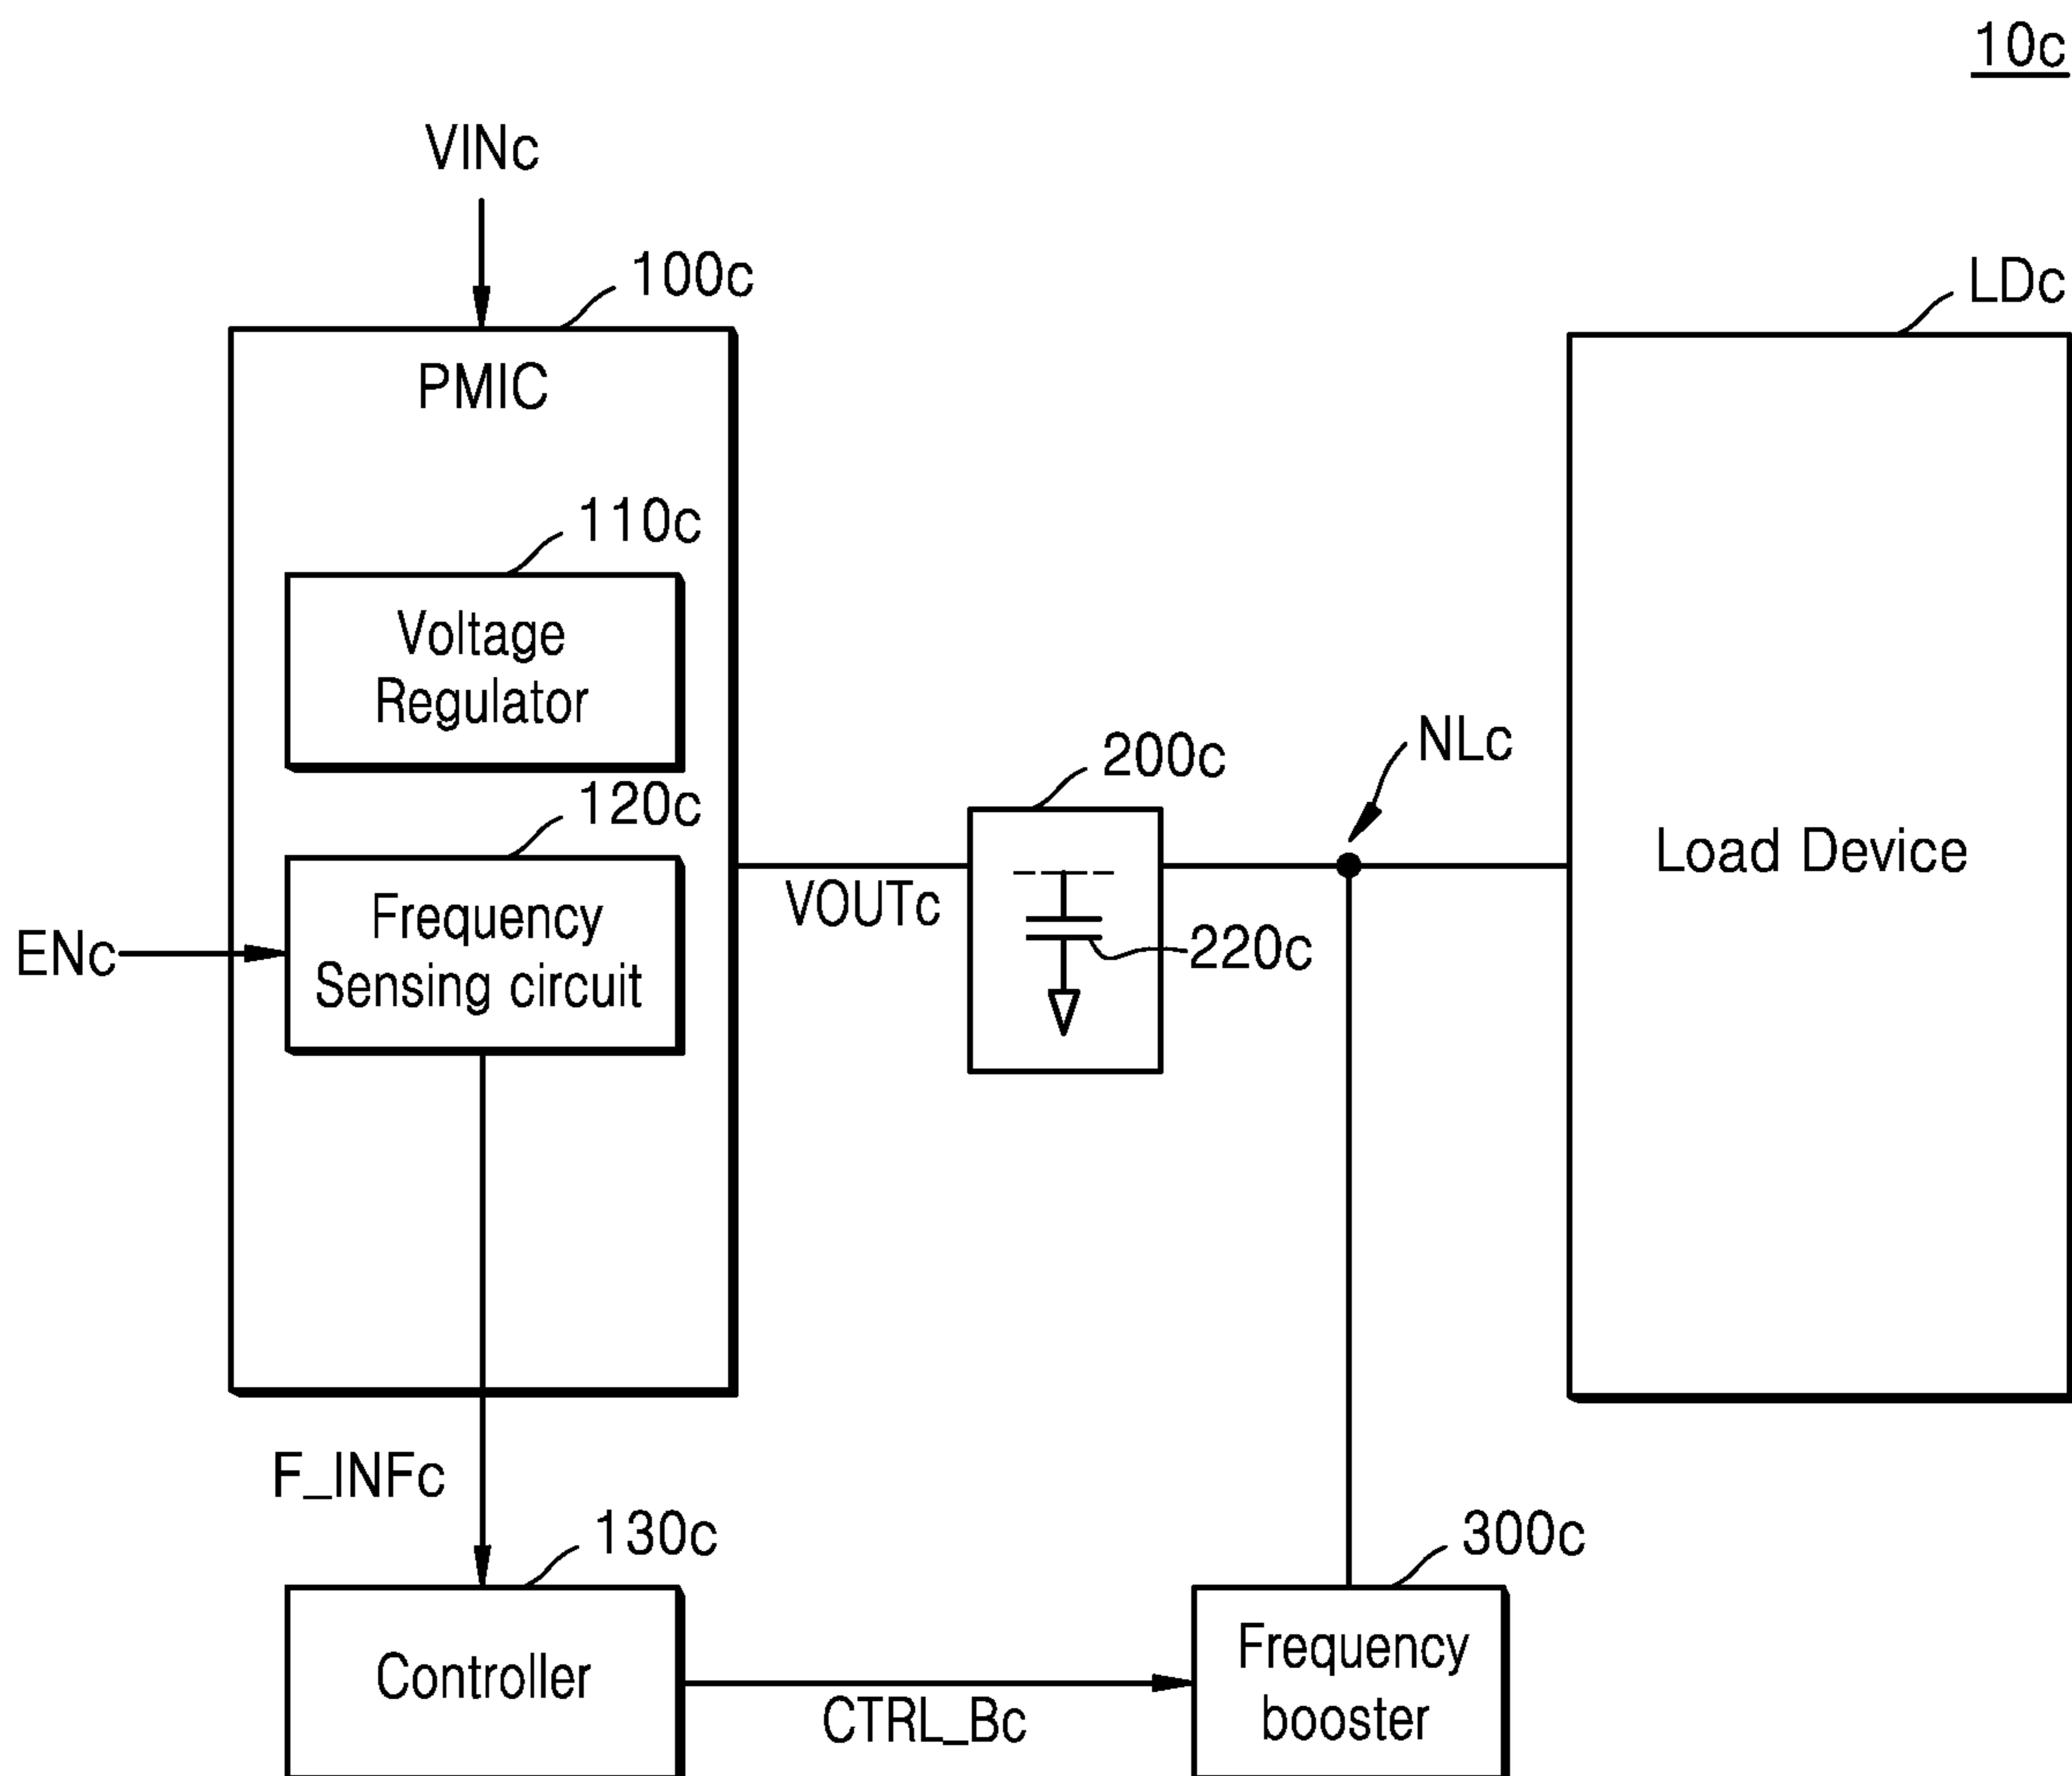 10c
VINc
100c
LDc
PMIC
110c
Voltage
Regulator
NLc
200c
120c
Load Device
VOUTc
Frequency
Sensing circuit
ENc
220c
F_INFc
130c
300c
Controller
CTRL_Bc
Frequency
booster